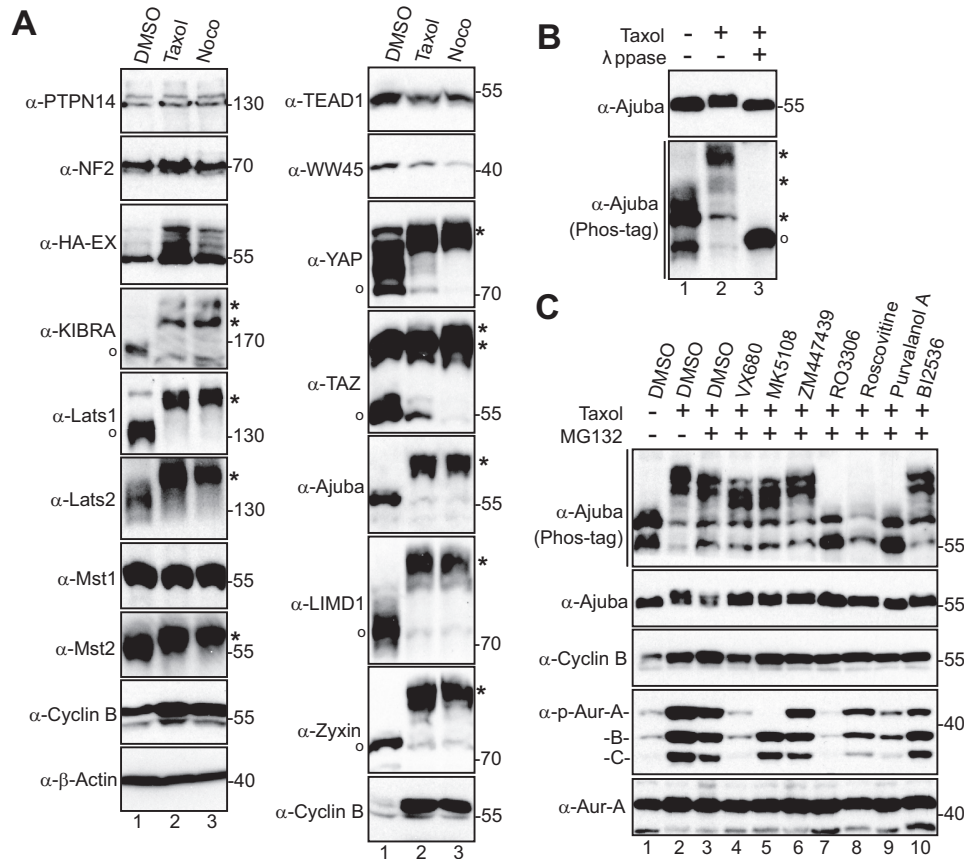 A
DMSO
Taxol
Noco
α-PTPN14
130
α-NF2
70
α-HA-EX
55
α-KIBRA
*
*
170
o
α-Lats1
*
o
130
α-Lats2
*
130
α-Mst1
55
α-Mst2
*
55
α-Cyclin B
55
α-β-Actin
40
1 2 3
DMSO
Taxol
Noco
α-TEAD1
55
α-WW45
40
α-YAP
*
o
70
α-TAZ
*
*
o
55
α-Ajuba
*
55
α-LIMD1
*
o
70
α-Zyxin
*
o
70
α-Cyclin B
55
1 2 3
B
Taxol - + +
λ ppase - - +
α-Ajuba
55
α-Ajuba
(Phos-tag)
*
*
*
o
1 2 3
C
DMSO
DMSO
DMSO
VX680
MK5108
ZM447439
RO3306
Roscovitine
Purvalanol A
BI2536
Taxol - + + + + + + + + +
MG132 - - + + + + + + + +
α-Ajuba
(Phos-tag)
55
α-Ajuba
55
α-Cyclin B
55
α-p-Aur-A-
40
-B-
-C-
α-Aur-A
40
1 2 3 4 5 6 7 8 9 10